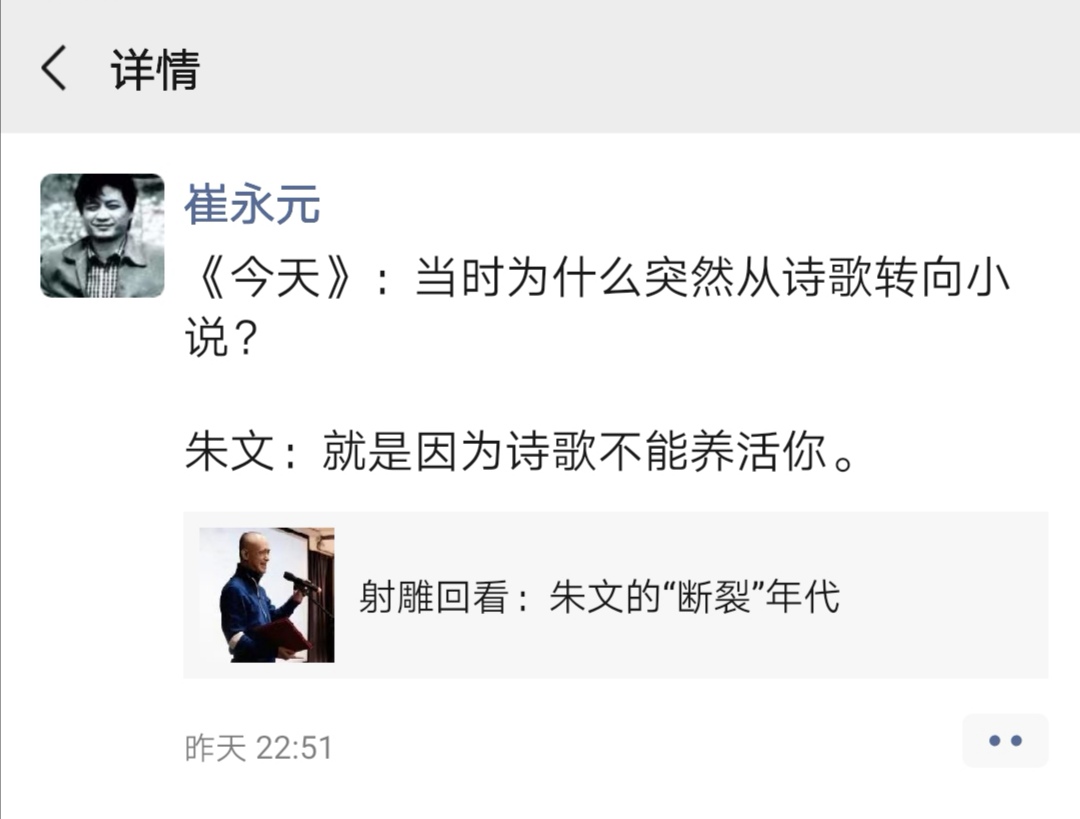 详情
崔永元
《今天》：当时为什么突然从诗歌转向小
说？
朱文：就是因为诗歌不能养活你。
射雕回看：朱文的“断裂”年代
昨天 22:51